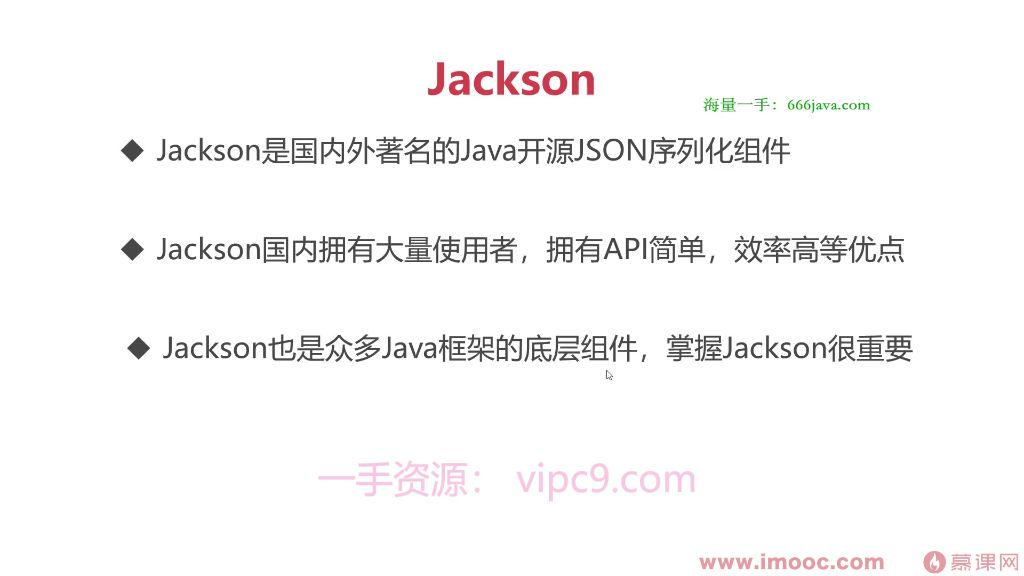 Jackson
海量一手：666java.com
◆ Jackson是国内外著名的Java开源JSON序列化组件
◆ Jackson国内拥有大量使用者，拥有API简单，效率高等优点
◆ Jackson也是众多Java框架的底层组件，掌握Jackson很重要
一手资源： vipc9.com
www.imooc.com 慕课网